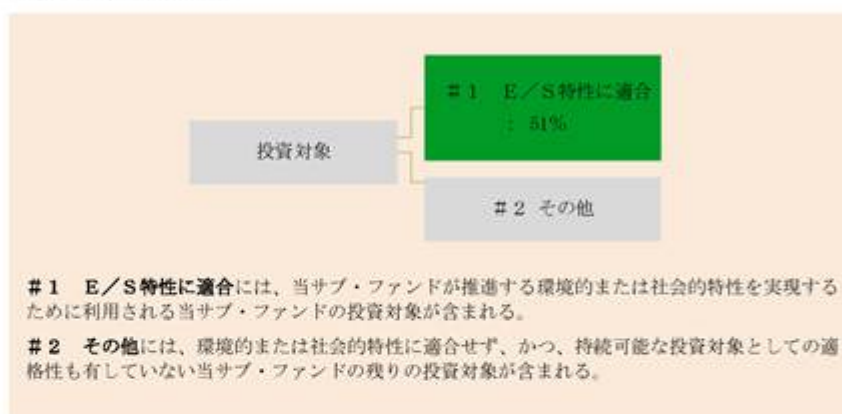 #1 E/S特性に適合
: 51%
投資対象
#2 その他
#1 E/S特性に適合には、当サブ・ファンドが推進する環境的または社会的特性を実現する
ために利用される当サブ・ファンドの投資対象が含まれる。
#2 その他には、環境的または社会的特性に適合せず、かつ、持続可能な投資対象としての適
格性も有していない当サブ・ファンドの残りの投資対象が含まれる。